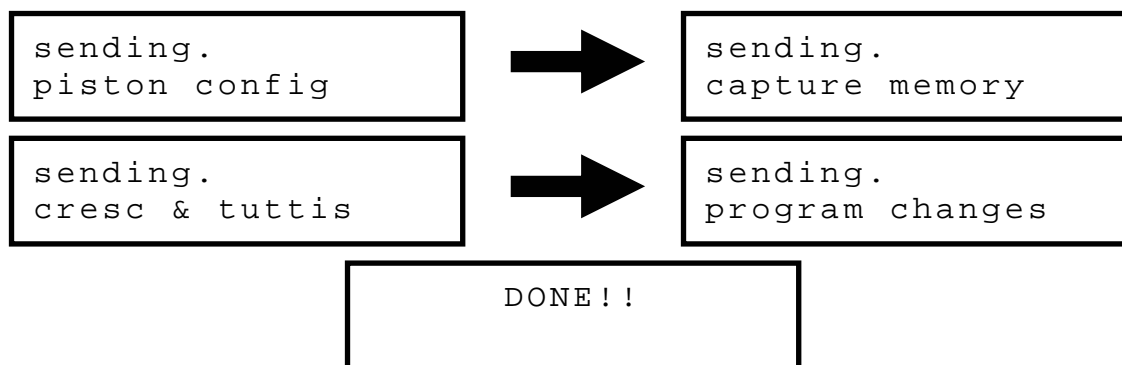 sending.
piston config
sending.
capture memory
sending.
cresc & tuttis
sending.
program changes
DONE!!